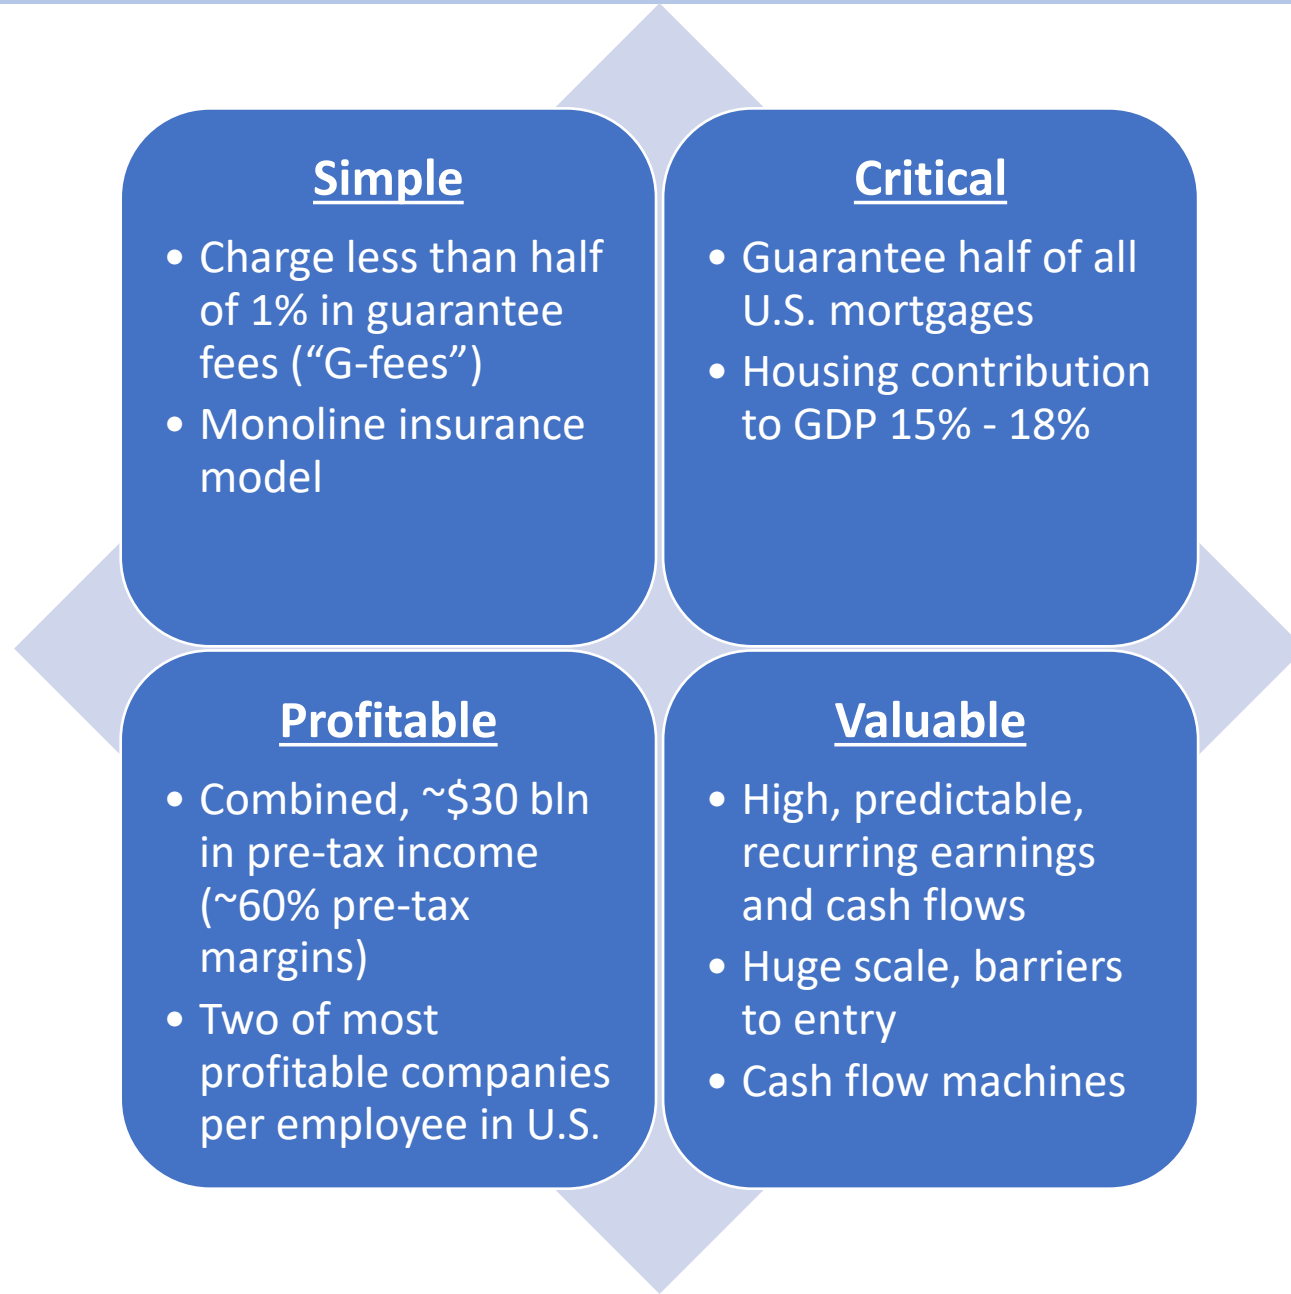 Simple
• Charge less than half
of 1% in guarantee
fees (“G-fees”)
• Monoline insurance
model
Critical
• Guarantee half of all
U.S. mortgages
• Housing contribution
to GDP 15% - 18%
Profitable
• Combined, ~$30 bln
in pre-tax income
(~60% pre-tax
margins)
• Two of most
profitable companies
per employee in U.S.
Valuable
• High, predictable,
recurring earnings
and cash flows
• Huge scale, barriers
to entry
• Cash flow machines